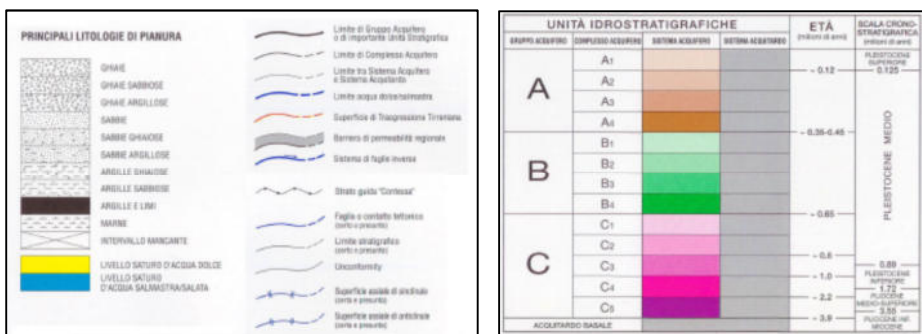 PRINCIPALI LITOLOGIE DI PIANURA
GHIAIE
GHIAIE SABBIOSE
GHIAIE ARGILLOSE
SABBIE
SABBIE GHIAIOSE
SABBIE ARGILLOSE
ARGILLE GHIAIOSE
ARGILLE SABBIOSE
ARGILLE E LIMI
MARNE
INTERVALLO MANCANTE
LIVELLO SATURO D'ACQUA DOLCE
LIVELLO SATURO
D'ACQUA SALMASTRA/SALATA
Limite di Gruppo Acquifero
o di importante Unità Stratigrafica
Limite di Complesso Acquifero
Limite tra Sistema Acquifero
e Sistema Acquitardo
Limite acqua dolce/salmastra
Superficie di Trasgressione Tirreniana
Barriera di permeabilità regionale
Sistema di faglie inverse
Strato guida "Contessa"
Faglia o contatto tettonico
(certo e presunto)
Limite stratigrafico
(certo e presunto)
Unconformity
Superficie assiale di sinclinale
(certa e presunta)
Superficie assiale di anticlinale
(certa e presunta)
UNITÀ IDROSTRATIGRAFICHE
GRUPPO ACQUIFERO
COMPLESSO ACQUIFERO
SISTEMA ACQUIFERO
SISTEMA ACQUITARDO
ETÀ
(milioni di anni)
SCALA CRONO-
STRATIGRAFICA
(milioni di anni)
A
A1
A2
A3
A4
B
B1
B2
B3
B4
C
C1
C2
C3
C4
C5
ACQUITARDO BASALE
~ 0.12
~ 0.35-0.45
~ 0.65
~ 0.8
~ 1.0
~ 2.2
~ 3.9
PLEISTOCENE
SUPERIORE
0.125
PLEISTOCENE MEDIO
0.89
PLEISTOCENE
INFERIORE
1.72
PLIOCENE
MEDIO-SUPERIORE
3.55
PLIOCENE INF.